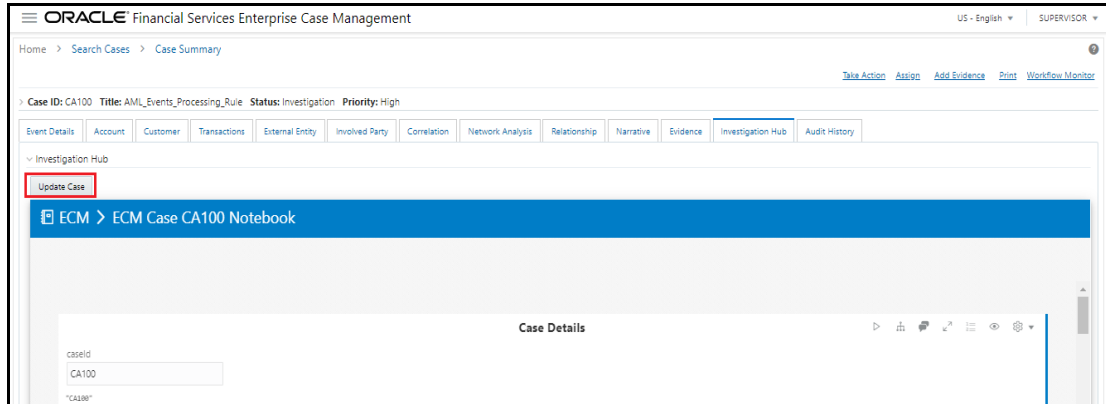 ORACLE® Financial Services Enterprise Case Management US - English SUPERVISOR
Home > Search Cases > Case Summary
Take Action Assign Add Evidence Print Workflow Monitor
Case ID: CA100 Title: AML_Events_Processing_Rule Status: Investigation Priority: High
Event Details Account Customer Transactions External Entity Involved Party Correlation Network Analysis Relationship Narrative Evidence Investigation Hub Audit History
Investigation Hub
Update Case
ECM > ECM Case CA100 Notebook
Case Details
caseId
CA100
"CA100"